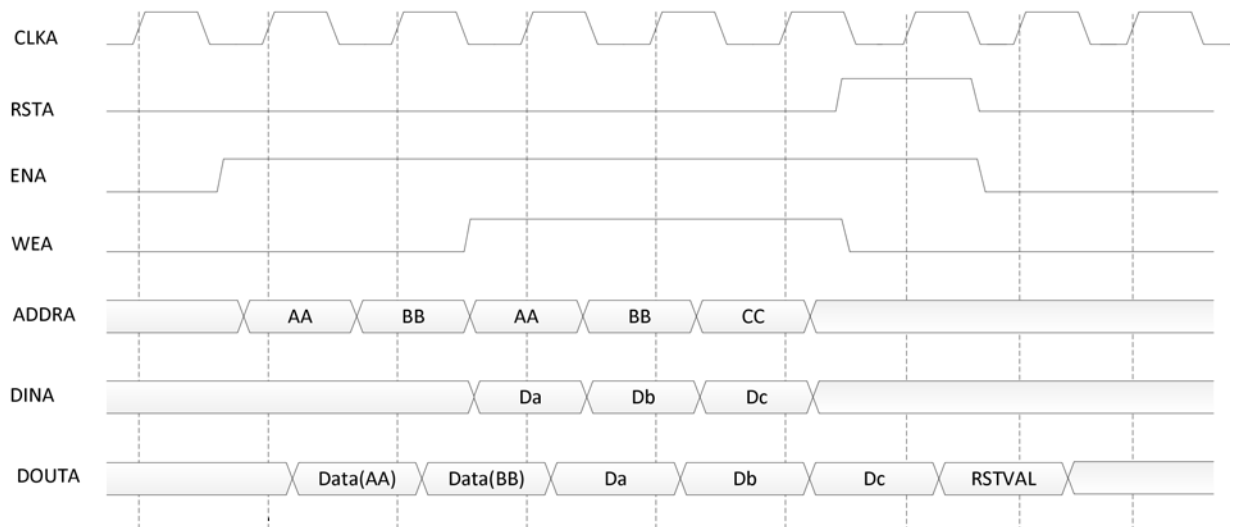 CLKA
RSTA
ENA
WEA
ADDRA AA BB AA BB CC
DINA Da Db Dc
DOUTA Data(AA) Data(BB) Da Db Dc RSTVAL